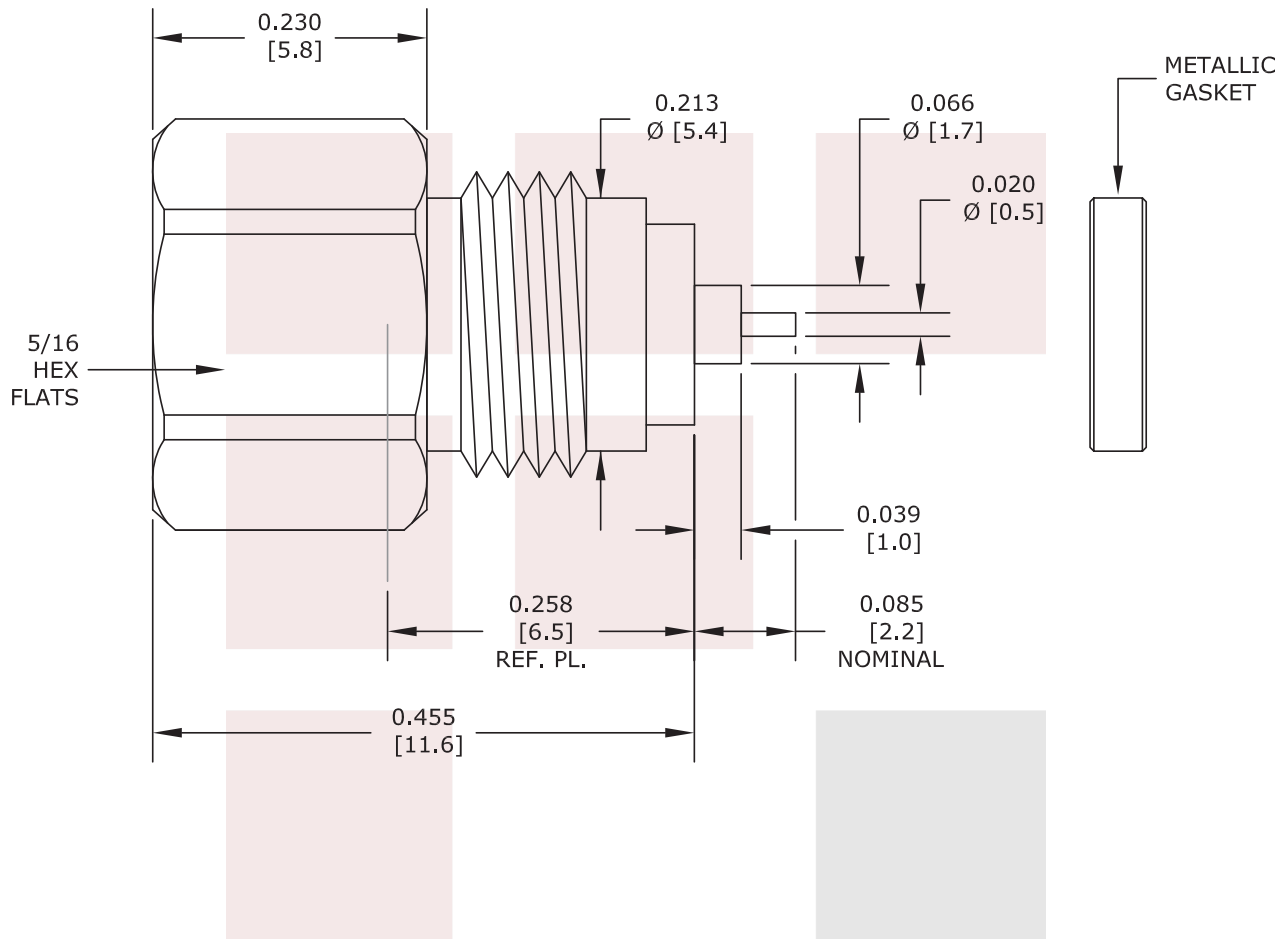 0.230
[5.8]
METALLIC
GASKET
0.213
Ø [5.4]
0.066
Ø [1.7]
0.020
Ø [0.5]
5/16
HEX
FLATS
0.039
[1.0]
0.258
[6.5]
REF. PL.
0.085
[2.2]
NOMINAL
0.455
[11.6]